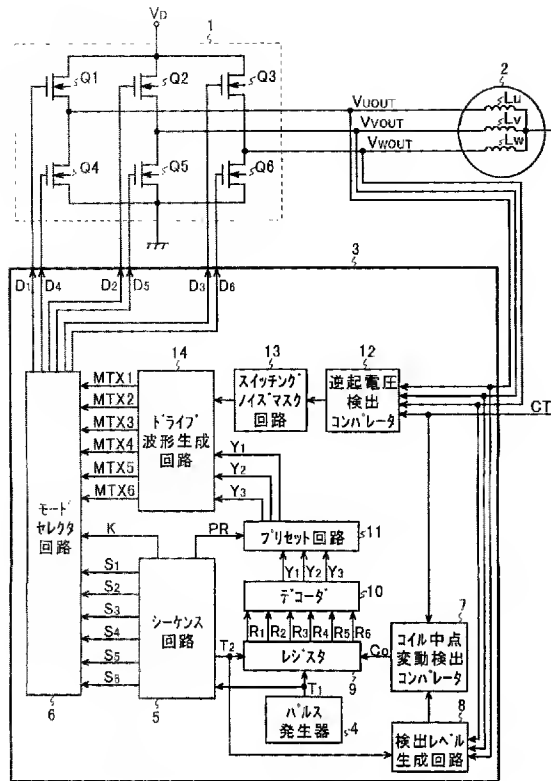 VD
1
Q1
Q2
Q3
2
VUOUT
Lu
VVOUT
Lv
VWOUT
Lw
Q4
Q5
Q6
3
D1
D4
D2
D5
D3
D6
14
13
12
MTX1
MTX2
MTX3
MTX4
MTX5
MTX6
ドライブ
波形生成
回路
スイッチング
ノイズマスク
回路
逆起電圧
検出
コンパレータ
CT
Y1
Y2
Y3
モード
セレクタ
回路
K
PR
プリセット回路
11
Y1
Y2
Y3
S1
S2
S3
S4
S5
S6
シーケンス
回路
デコーダ
10
R1
R2
R3
R4
R5
R6
7
コイル中点
変動検出
コンパレータ
T2
レジスタ
Co
9
T1
8
6
5
パルス
発生器
4
検出レベル
生成回路